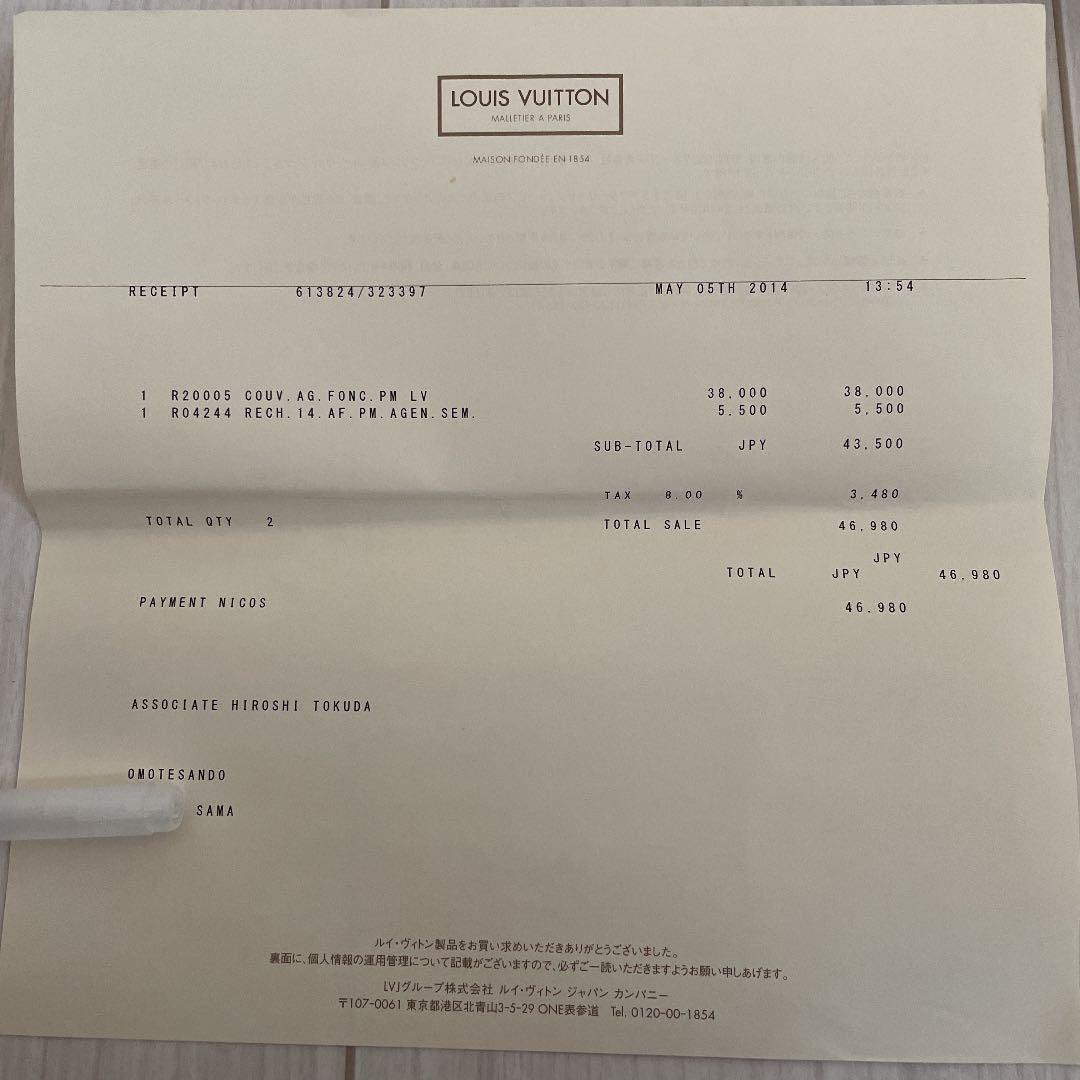 LOUIS VUITTON
MALLETIER A PARIS
MAISON FONDÉE EN 1854
RECEIPT 613824/323397 MAY 05TH 2014 13:54
1 R20005 COUV.AG.FONC.PM LV 38,000 38,000
1 R04244 RECH.14.AF.PM.AGEN.SEM. 5,500 5,500
SUB-TOTAL JPY 43,500
TAX 8.00 % 3,480
TOTAL QTY 2 TOTAL SALE 46,980
JPY
TOTAL JPY 46,980
PAYMENT NICOS 46,980
ASSOCIATE HIROSHI TOKUDA
OMOTESANDO
SAMA
ルイ・ヴィトン製品をお買い求めいただきありがとうございました。
裏面に、個人情報の運用管理について記載がございますので、必ずご一読いただきますようお願い申しあげます。
LVJグループ株式会社 ルイ・ヴィトン ジャパン カンパニー
〒107-0061 東京都港区北青山3-5-29 ONE表参道 Tel. 0120-00-1854